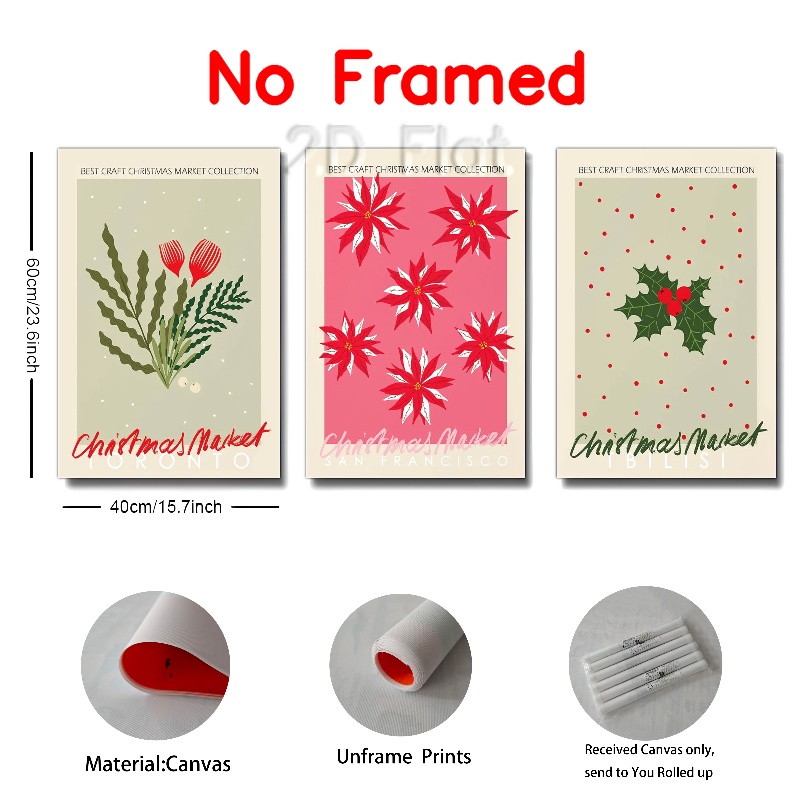 No Framed
2D Flat
BEST CRAFT CHRISTMAS MARKET COLLECTION
Christmas Market
TORONTO
BEST CRAFT CHRISTMAS MARKET COLLECTION
Christmas Market
SAN FRANCISCO
BEST CRAFT CHRISTMAS MARKET COLLECTION
Christmas Market
TBILISI
60cm/23.6inch
40cm/15.7inch
Material:Canvas
Unframe Prints
Received Canvas only,
send to You Rolled up